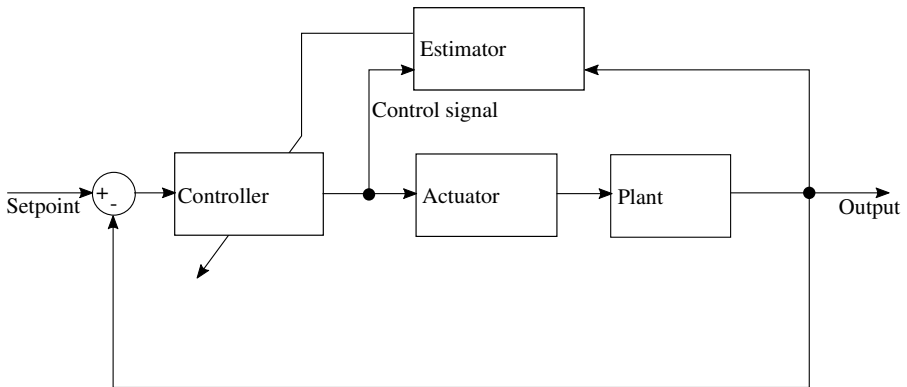 Estimator
Control signal
+
-
Setpoint
Controller
Actuator
Plant
Output